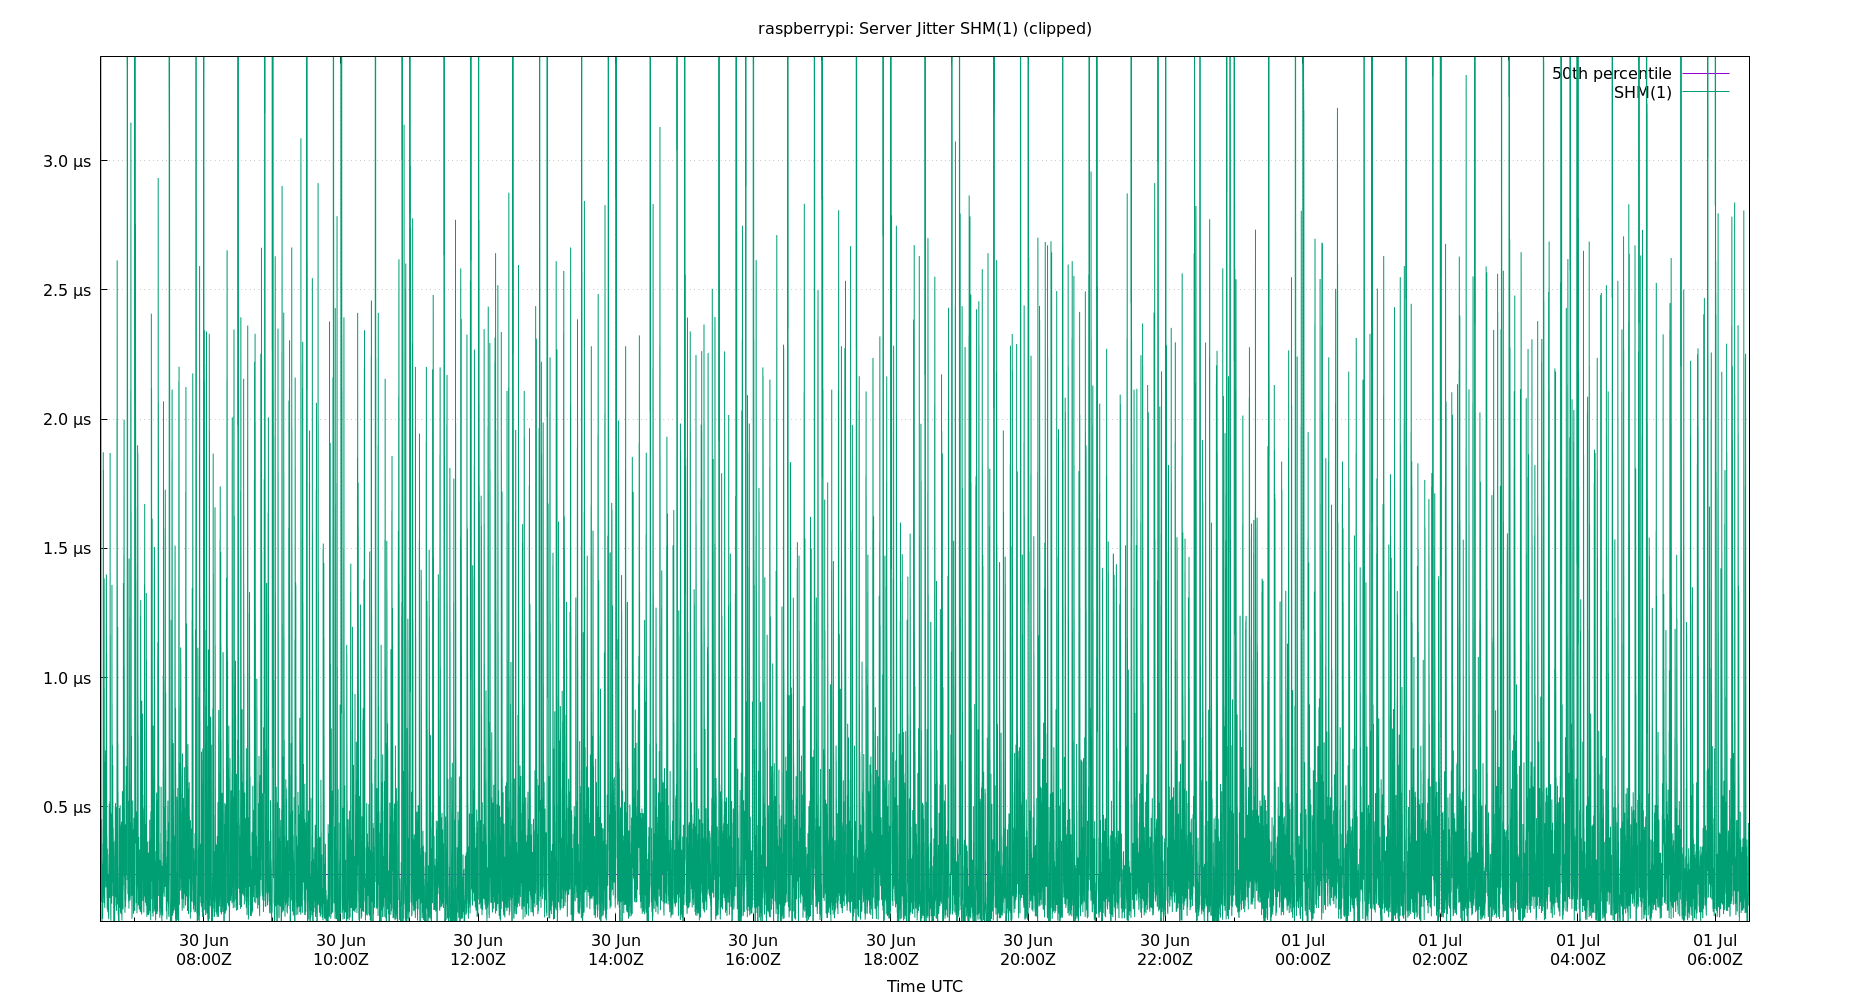 raspberrypi: Server Jitter SHM(1) (clipped)
50th percentile
SHM(1)
3.0 µs
2.5 µs
2.0 µs
1.5 µs
1.0 µs
0.5 µs
30 Jun 30 Jun 30 Jun 30 Jun 30 Jun 30 Jun 30 Jun 30 Jun 01 Jul 01 Jul 01 Jul 01 Jul
08:00Z 10:00Z 12:00Z 14:00Z 16:00Z 18:00Z 20:00Z 22:00Z 00:00Z 02:00Z 04:00Z 06:00Z
Time UTC